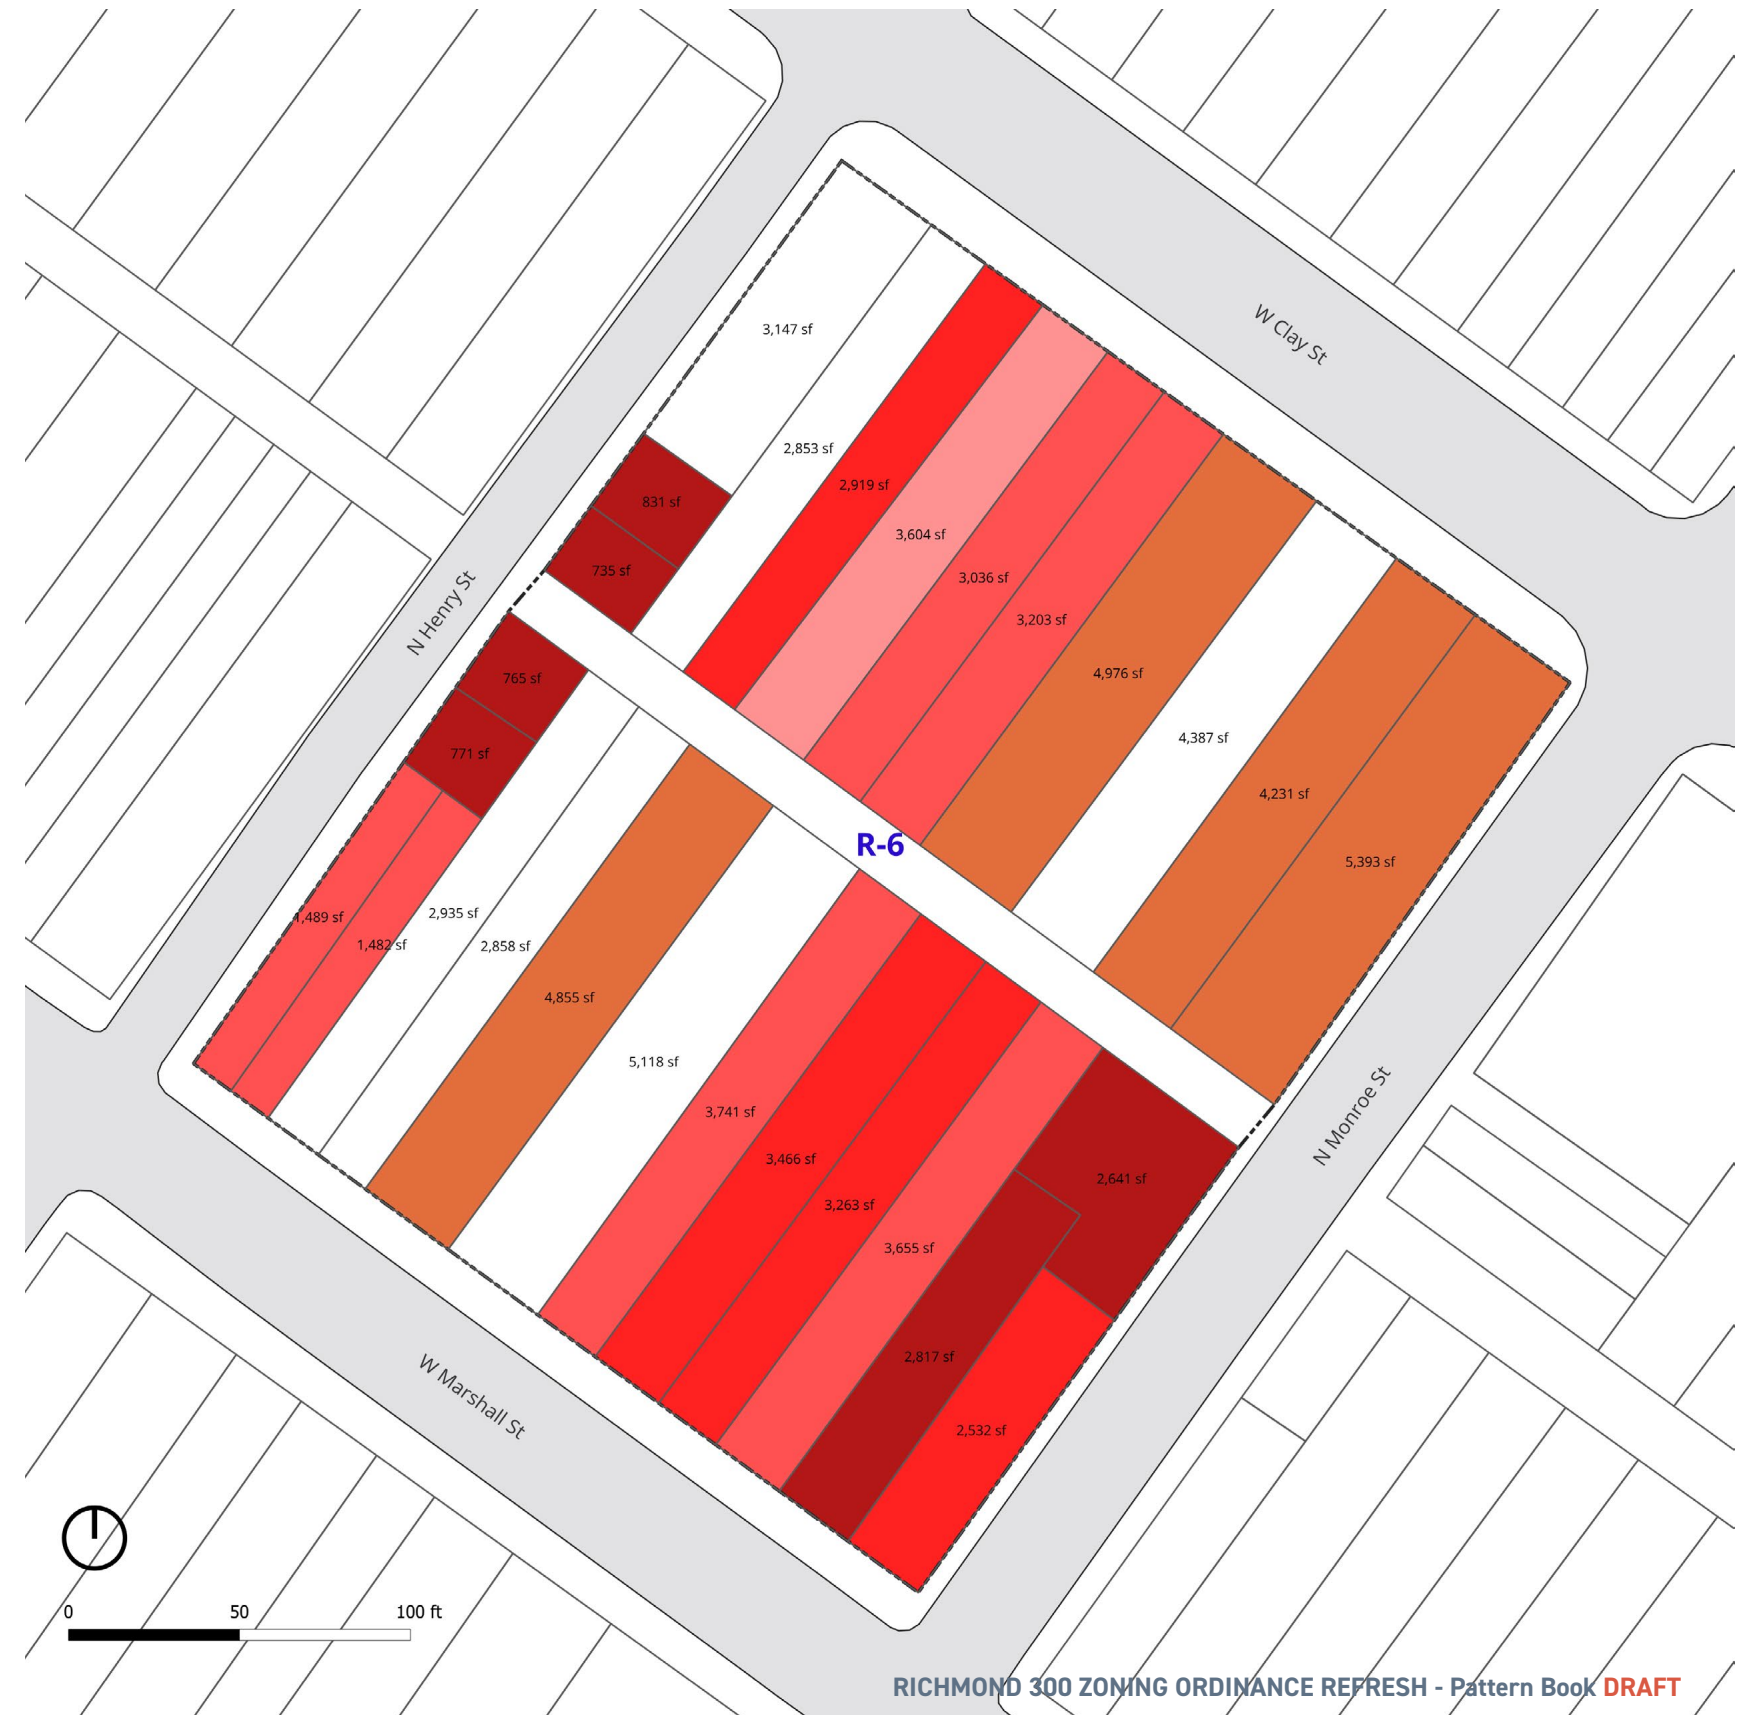 W Clay St
3,147 sf
2,853 sf
2,919 sf
831 sf
3,604 sf
735 sf
3,036 sf
N Henry St
3,203 sf
765 sf
4,976 sf
4,387 sf
771 sf
4,231 sf
R-6
5,393 sf
1,489 sf
2,935 sf
1,482 sf
2,858 sf
4,855 sf
5,118 sf
3,741 sf
N Monroe St
3,466 sf
2,641 sf
3,263 sf
3,655 sf
2,817 sf
W Marshall St
2,532 sf
0 50 100 ft
RICHMOND 300 ZONING ORDINANCE REFRESH - Pattern Book DRAFT